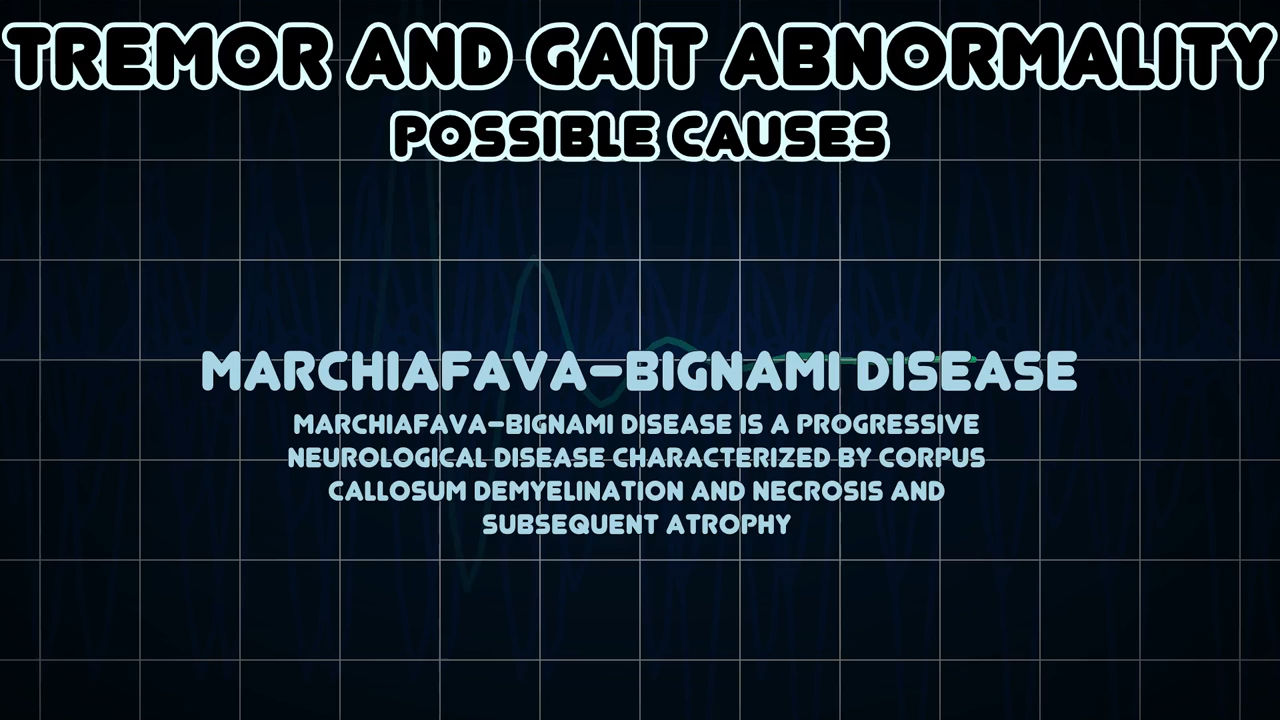 TREMOR AND GAIT ABNORMALITY
POSSIBLE CAUSES
MARCHIAFAVA-BIGNAMI DISEASE
MARCHIAFAVA-BIGNAMI DISEASE IS A PROGRESSIVE
NEUROLOGICAL DISEASE CHARACTERIZED BY CORPUS
CALLOSUM DEMYELINATION AND NECROSIS AND
SUBSEQUENT ATROPHY